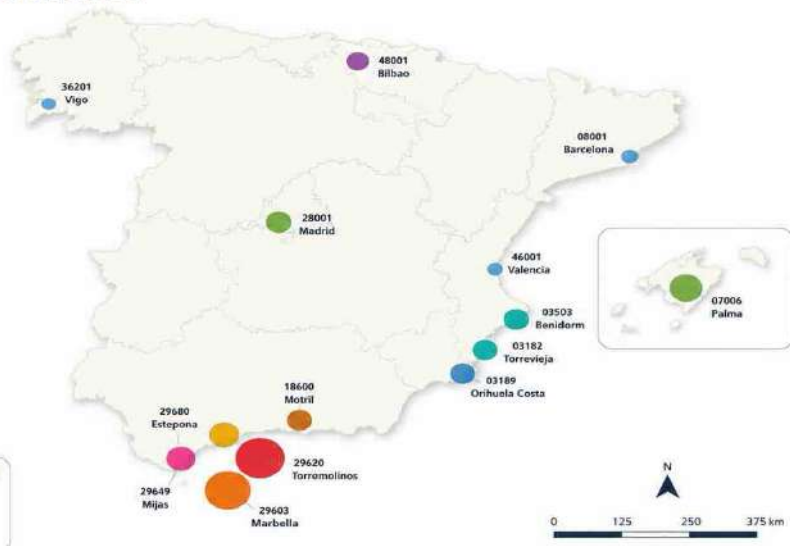 48001
Bilbao
36201
Vigo
08001
Barcelona
28001
Madrid
46001
Valencia
07006
Palma
03503
Benidorm
03182
Torrevieja
03189
Orihuela Costa
18600
Motril
29680
Estepona
29620
Torremolinos
29649
Mijas
29603
Marbella
N
0 125 250 375 km